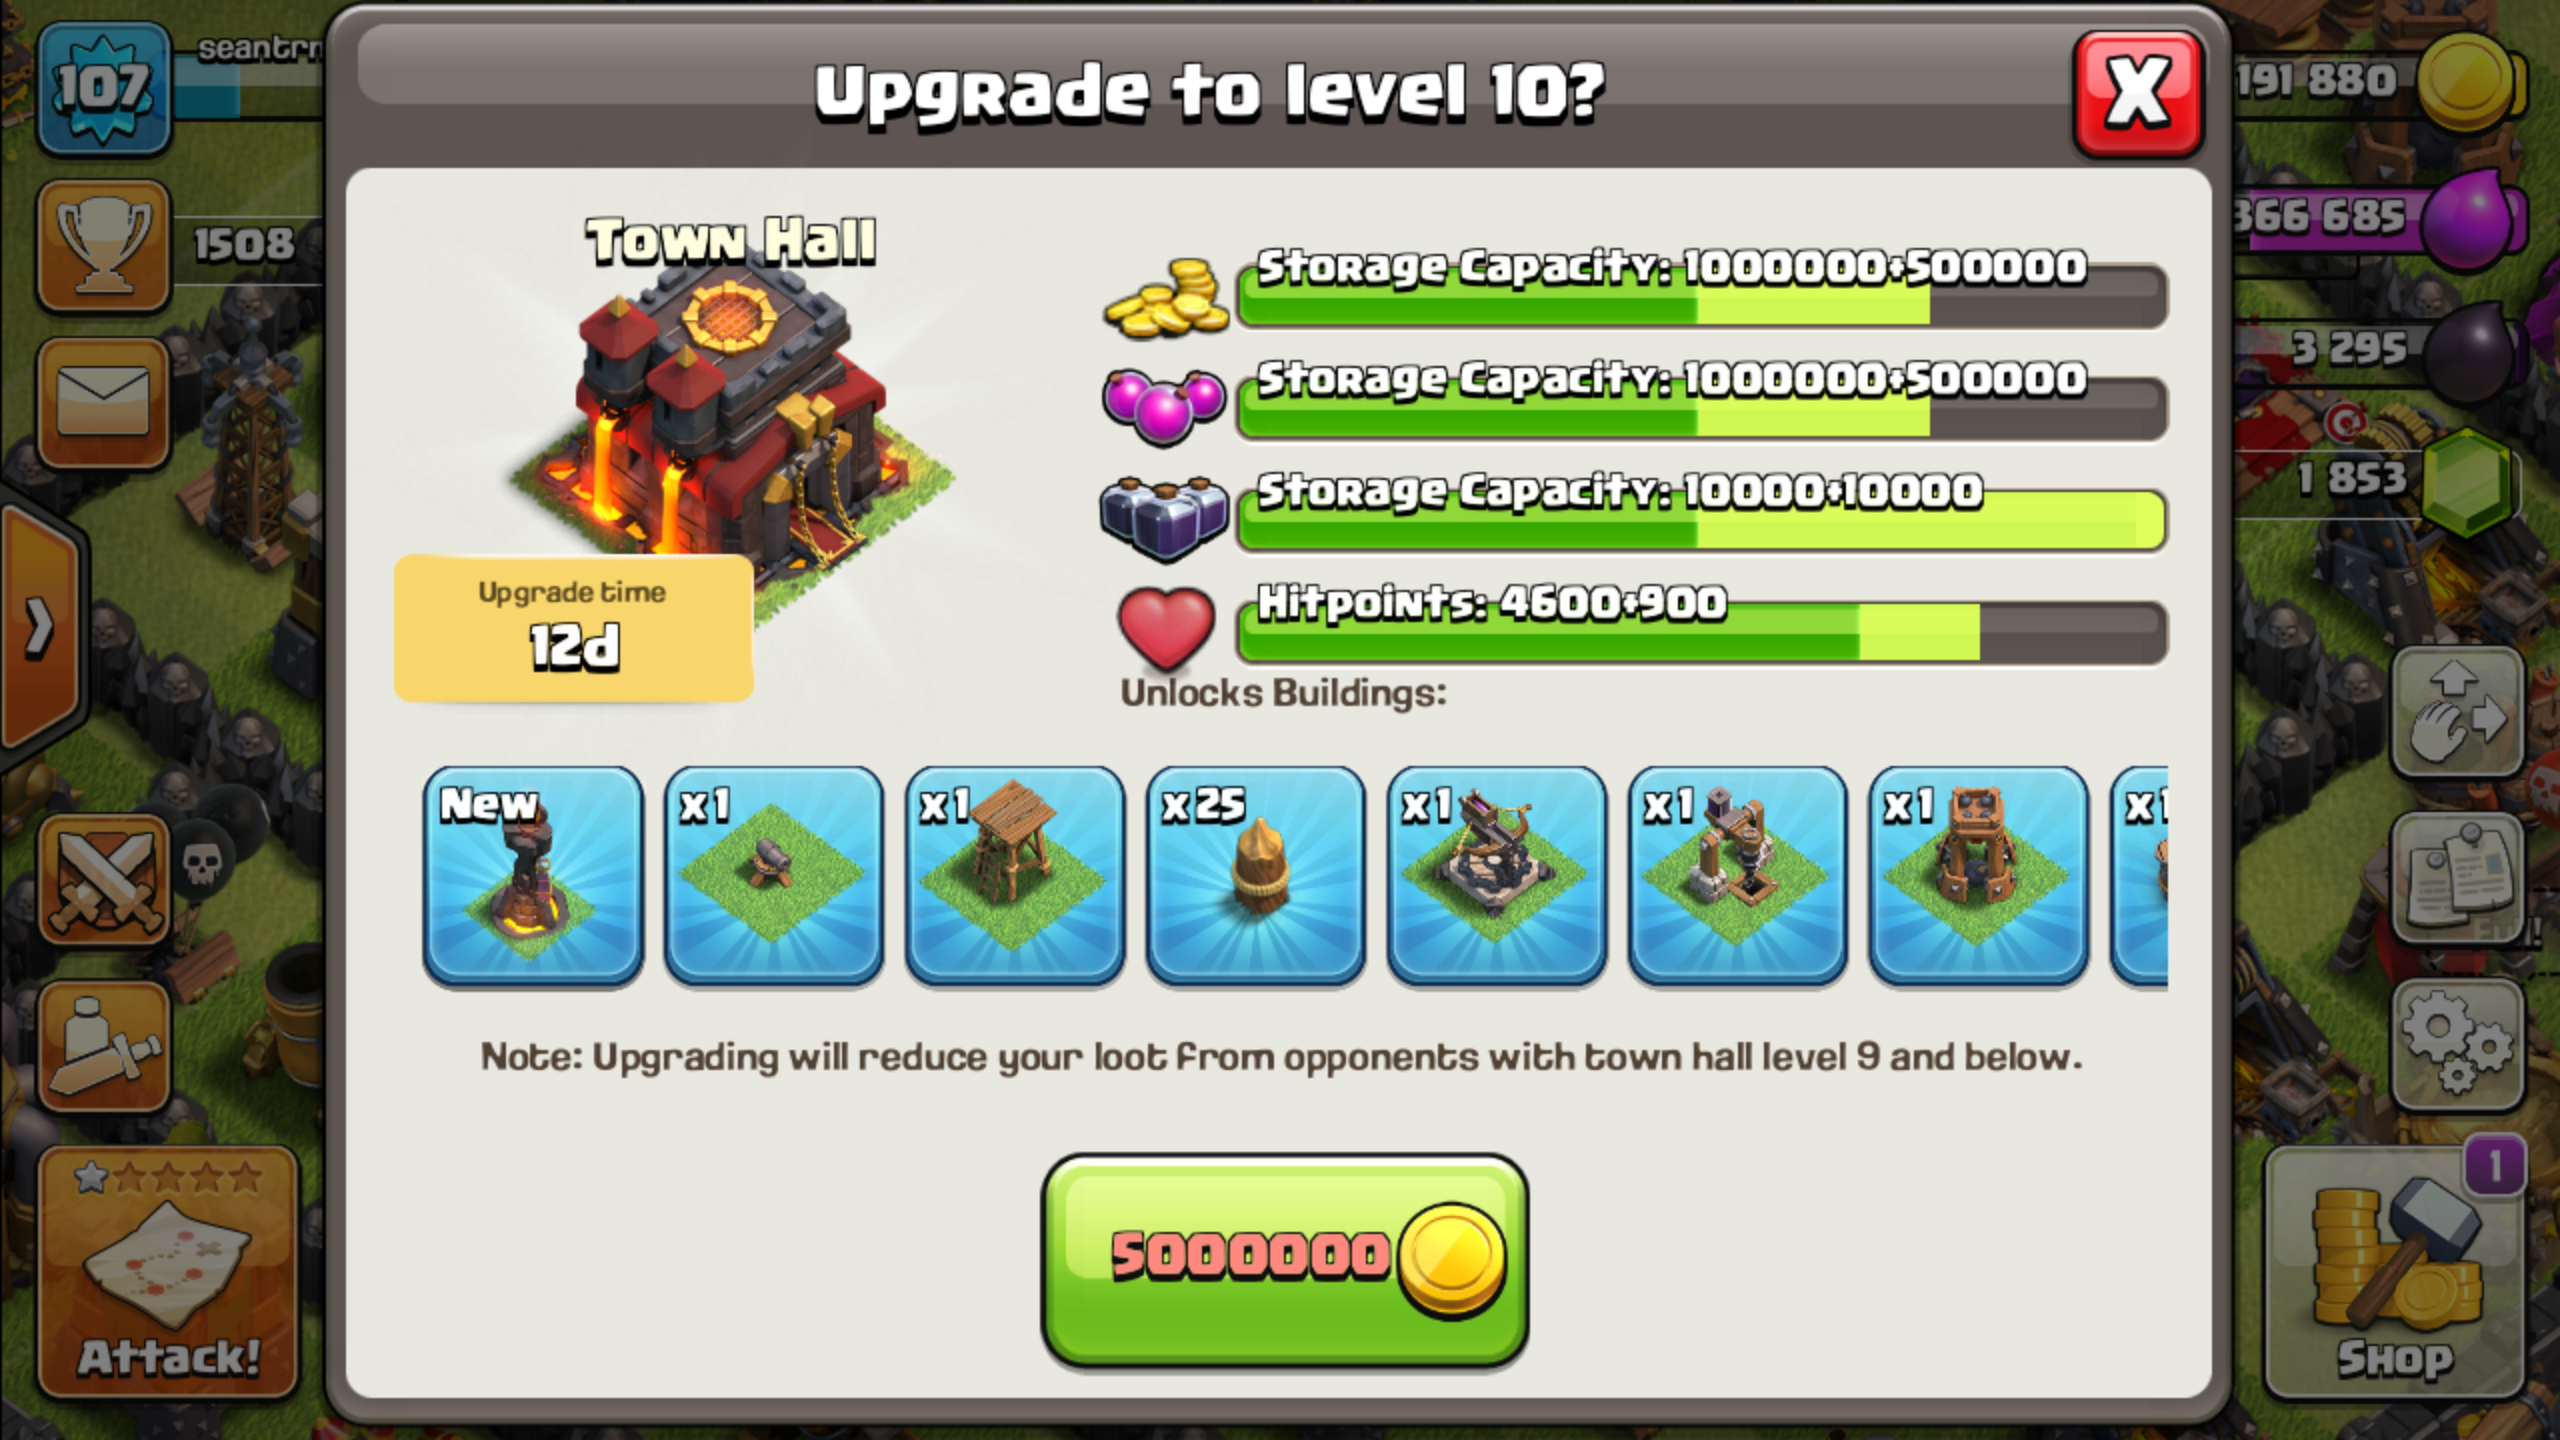 Upgrade to level 10?
X
107
1508
191 880
3 295
1 853
Town Hall
Upgrade time
12d
Storage Capacity: 1000000+500000
Storage Capacity: 1000000+500000
Storage Capacity: 10000+10000
Hitpoints: 4600+900
Unlocks Buildings:
New
x1
x1
x25
x1
x1
x1
x1
Note: Upgrading will reduce your loot from opponents with town hall level 9 and below.
5000000
Attack!
1
Shop